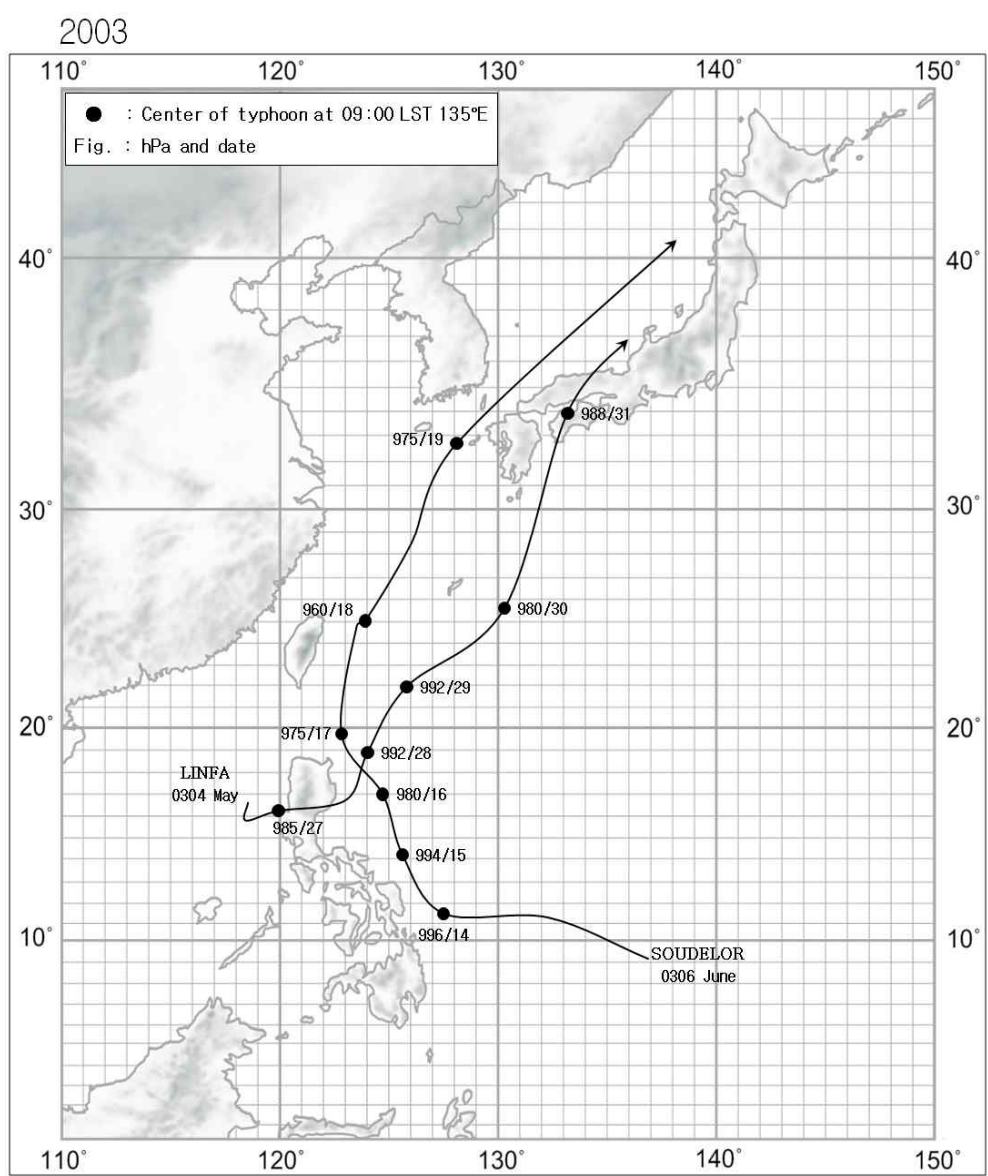 2003
110° 120° 130° 140° 150°
● : Center of typhoon at 09:00 LST 135°E
Fig. : hPa and date
40° 40°
988/31
975/19
30° 30°
960/18
980/30
992/29
20° 20°
975/17
992/28
LINFA
0304 May
980/16
985/27
994/15
996/14
10° 10°
SOUDELOR
0306 June
110° 120° 130° 140° 150°